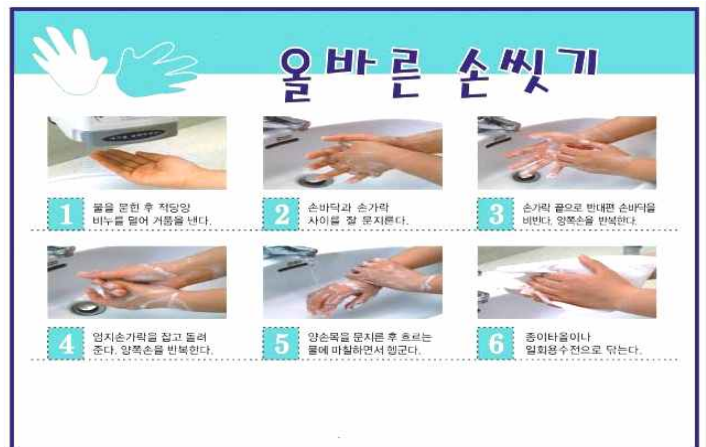 올바른 손씻기
1
물을 묻힌 후 적당양
비누를 덜어 거품을 낸다.
2
손바닥과 손가락
사이를 잘 문지른다.
3
손가락 끝으로 반대편 손바닥을
비빈다. 양쪽손을 반복한다.
4
엄지손가락을 잡고 돌려
준다. 양쪽손을 반복한다.
5
양손목을 문지른 후 흐르는
물에 마찰하면서 헹군다.
6
종이타올이나
일회용수전으로 닦는다.